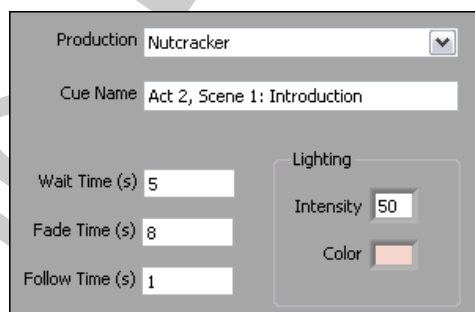 Production Nutcracker
Cue Name Act 2, Scene 1: Introduction
Wait Time (s) 5
Fade Time (s) 8
Follow Time (s) 1
Lighting
Intensity 50
Color